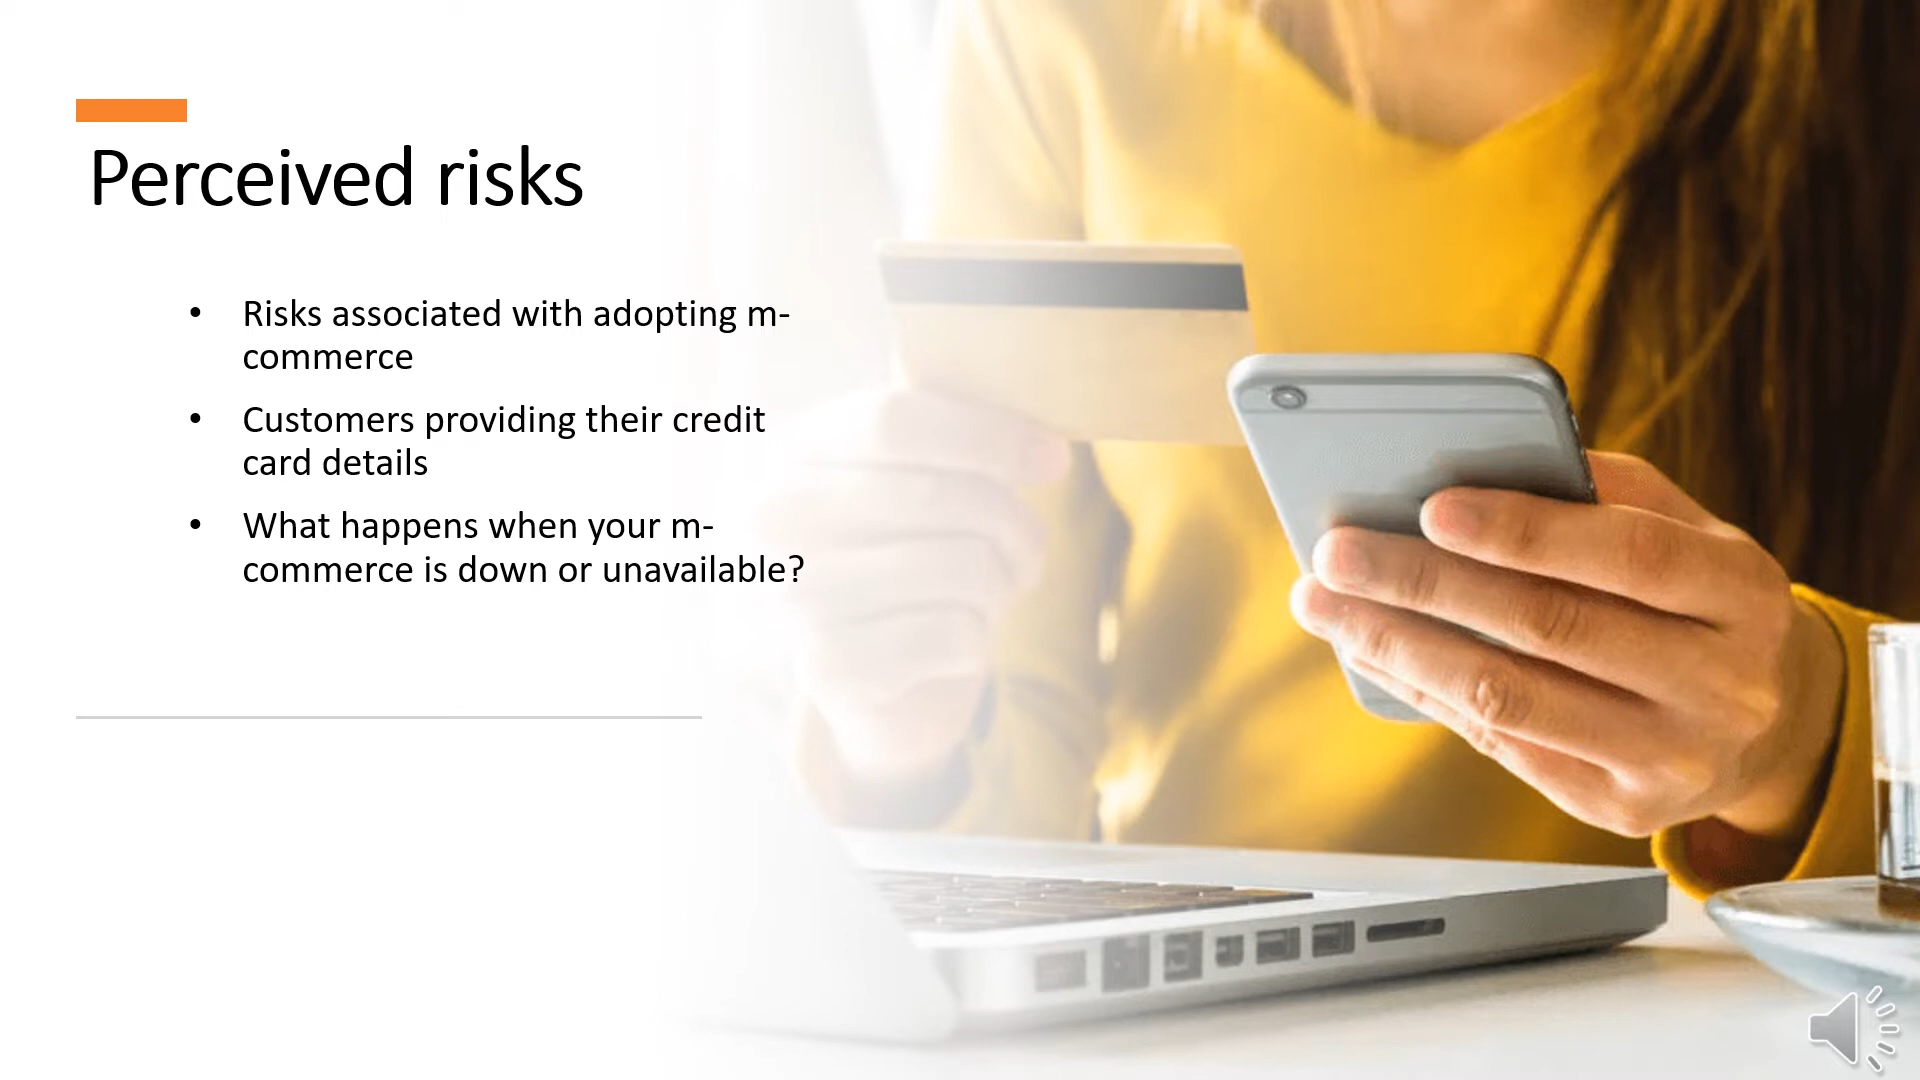 Perceived risks
• Risks associated with adopting m-
commerce
• Customers providing their credit
card details
• What happens when your m-
commerce is down or unavailable?